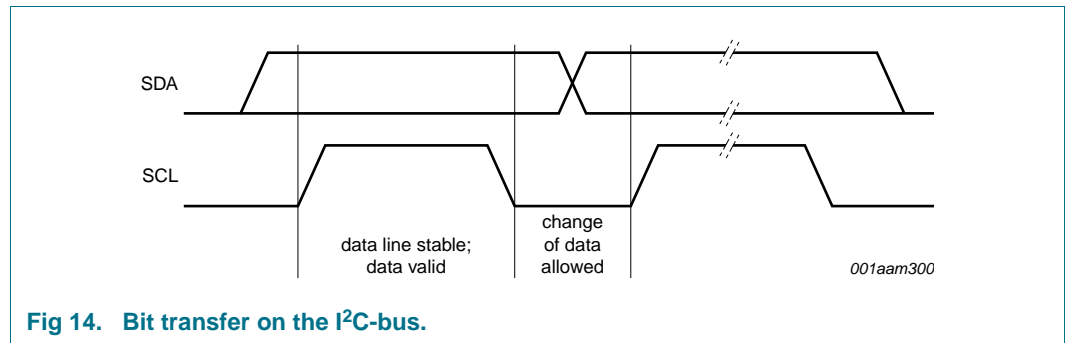 SDA
SCL
data line stable;
data valid
change
of data
allowed
001aam300
Fig 14. Bit transfer on the I²C-bus.